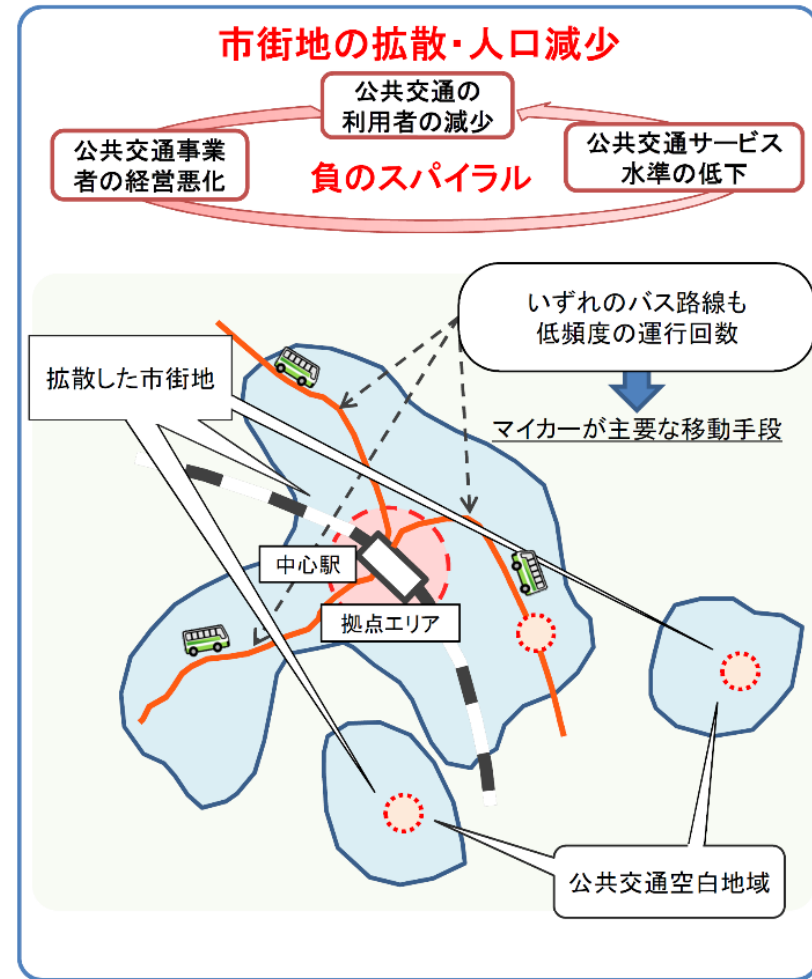 市街地の拡散・人口減少
公共交通の
利用者の減少
公共交通事業
者の経営悪化
負のスパイラル
公共交通サービス
水準の低下
いずれのバス路線も
低頻度の運行回数
マイカーが主要な移動手段
拡散した市街地
中心駅
拠点エリア
公共交通空白地域